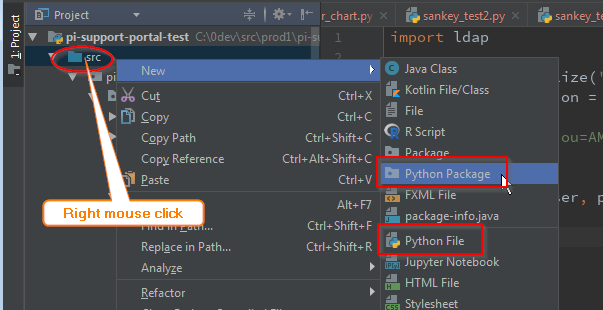 1: Project
Project
r_chart.py
sankey_test2.py
sankey_te
pi-support-portal-test C:\0dev\src\prod1\pi-su
1
import ldap
src
2
pi
New
Java Class
Kotlin File/Class
lize('
Cut Ctrl+X
File
on =
Copy Ctrl+C
R Script
Copy Path Ctrl+Shift+C
Package
ou=AM
Copy Reference Ctrl+Alt+Shift+C
Python Package
Paste Ctrl+V
FXML File
ser, p
Alt+F7
package-info.java
Right mouse click
Find in Path... Ctrl+Shift+F
Python File
Replace in Path... Ctrl+Shift+R
Jupyter Notebook
Analyze
HTML File
Refactor
Stylesheet